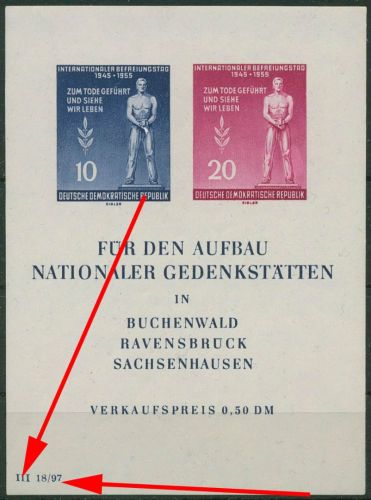 INTERNATIONALER BEFREIUNGSTAG
1945 - 1955
ZUM TODE GEFÜHRT
UND SIEHE
WIR LEBEN
10
DEUTSCHE DEMOKRATISCHE REPUBLIK
EIGLER
INTERNATIONALER BEFREIUNGSTAG
1945 - 1955
ZUM TODE GEFÜHRT
UND SIEHE
WIR LEBEN
20
DEUTSCHE DEMOKRATISCHE REPUBLIK
EIGLER
FÜR DEN AUFBAU
NATIONALER GEDENKSTÄTTEN
IN
BUCHENWALD
RAVENSBRÜCK
SACHSENHAUSEN
VERKAUFSPREIS 0,50 DM
III 18/97